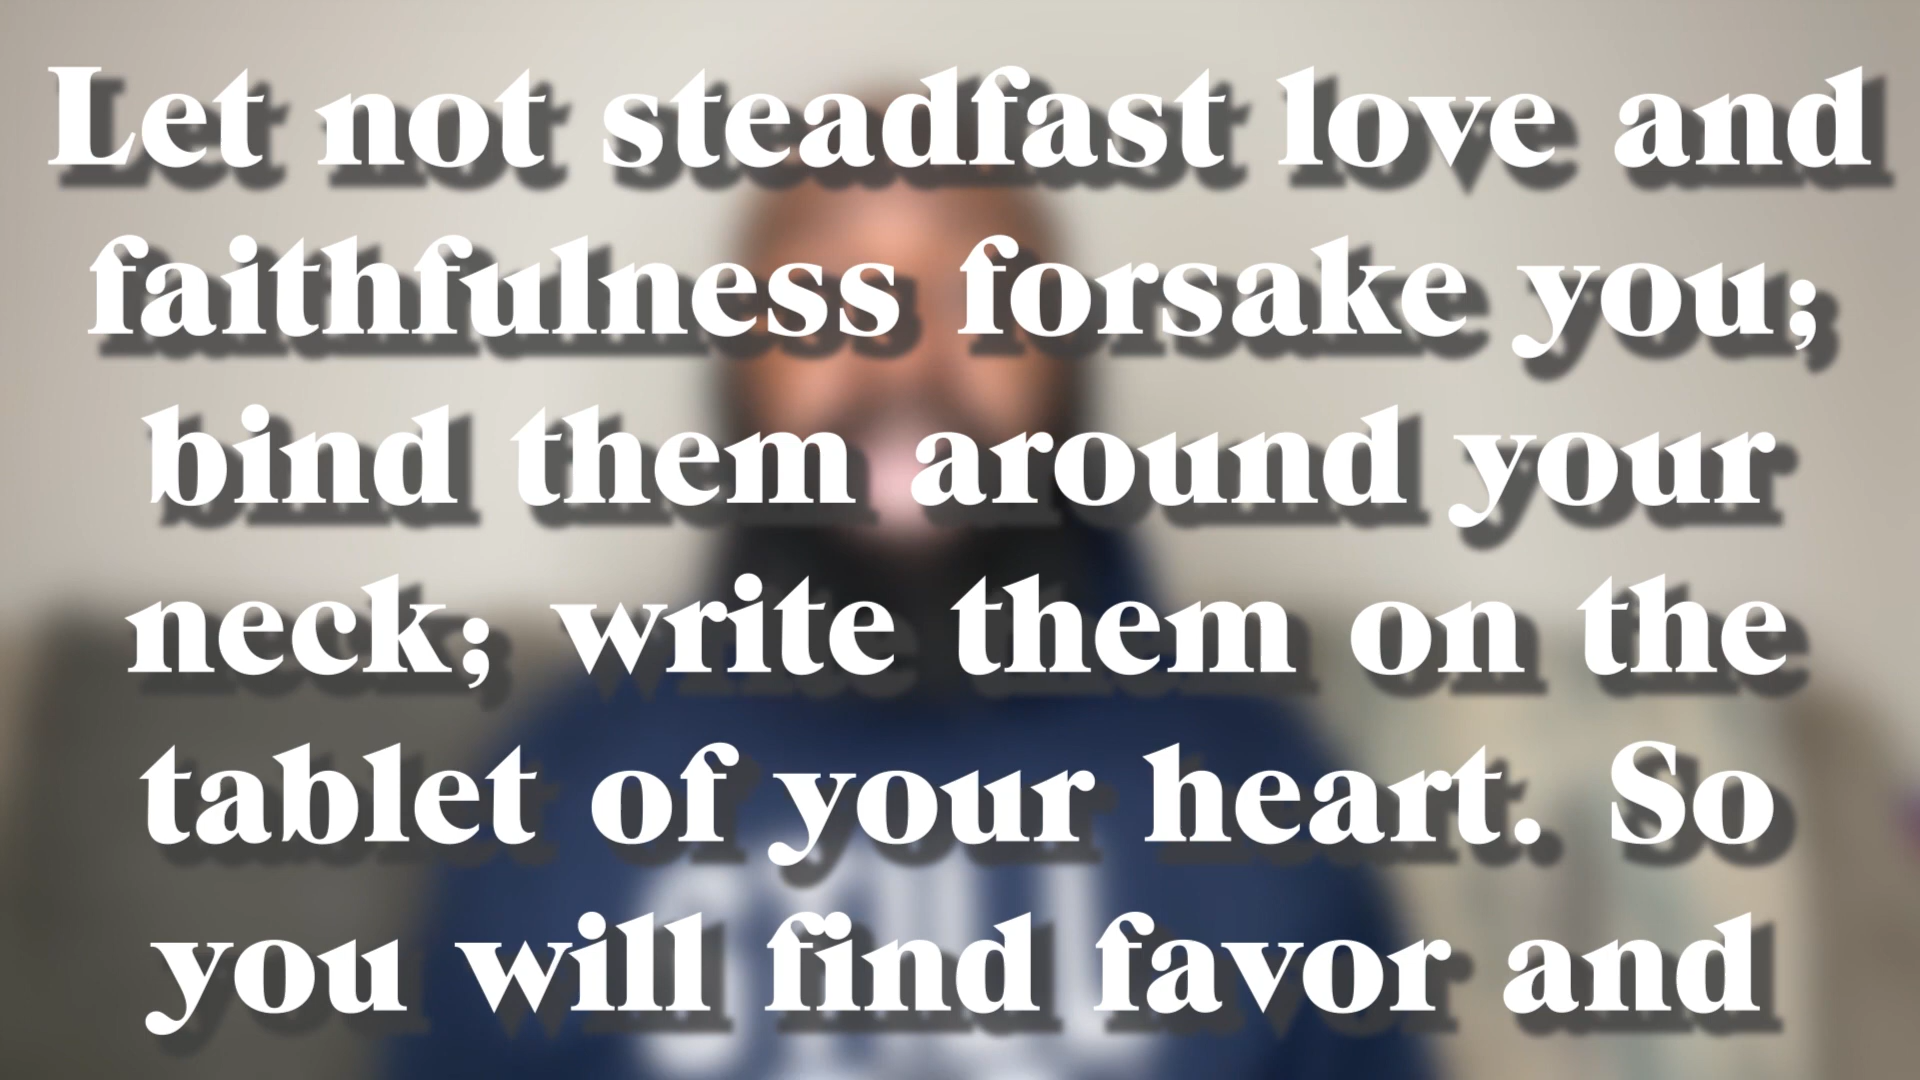 Let not steadfast love and
faithfulness forsake you;
bind them around your
neck; write them on the
tablet of your heart. So
you will find favor and